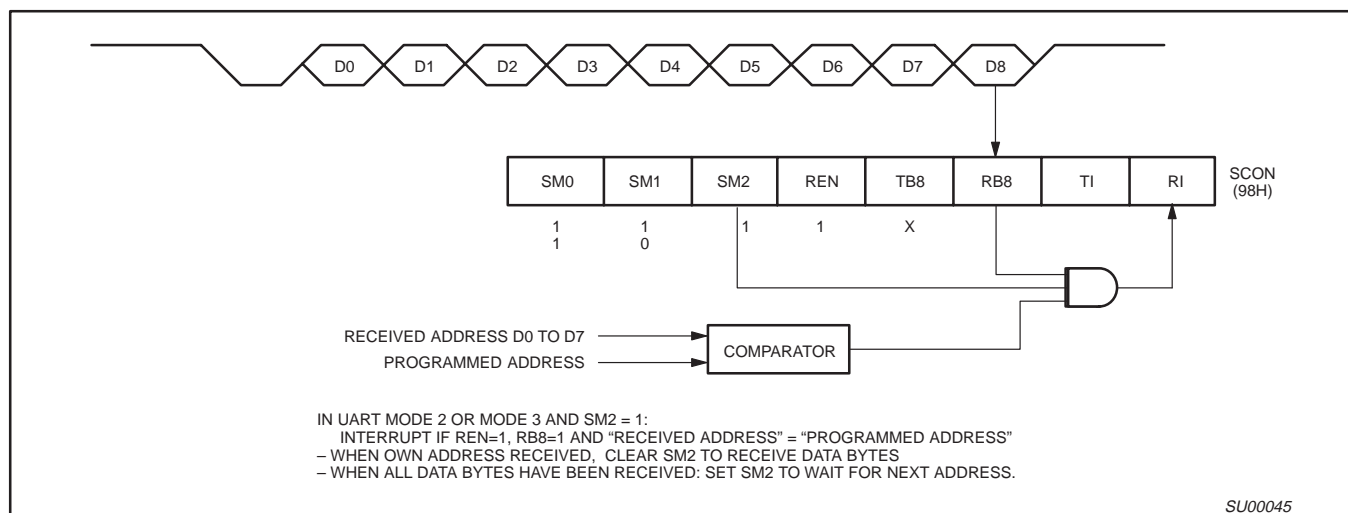 D0 D1 D2 D3 D4 D5 D6 D7 D8
SM0 SM1 SM2 REN TB8 RB8 TI RI
SCON
(98H)
1 1 1 1 X
1 0
RECEIVED ADDRESS D0 TO D7
PROGRAMMED ADDRESS
COMPARATOR
IN UART MODE 2 OR MODE 3 AND SM2 = 1:
INTERRUPT IF REN=1, RB8=1 AND “RECEIVED ADDRESS” = “PROGRAMMED ADDRESS”
– WHEN OWN ADDRESS RECEIVED, CLEAR SM2 TO RECEIVE DATA BYTES
– WHEN ALL DATA BYTES HAVE BEEN RECEIVED: SET SM2 TO WAIT FOR NEXT ADDRESS.
SU00045